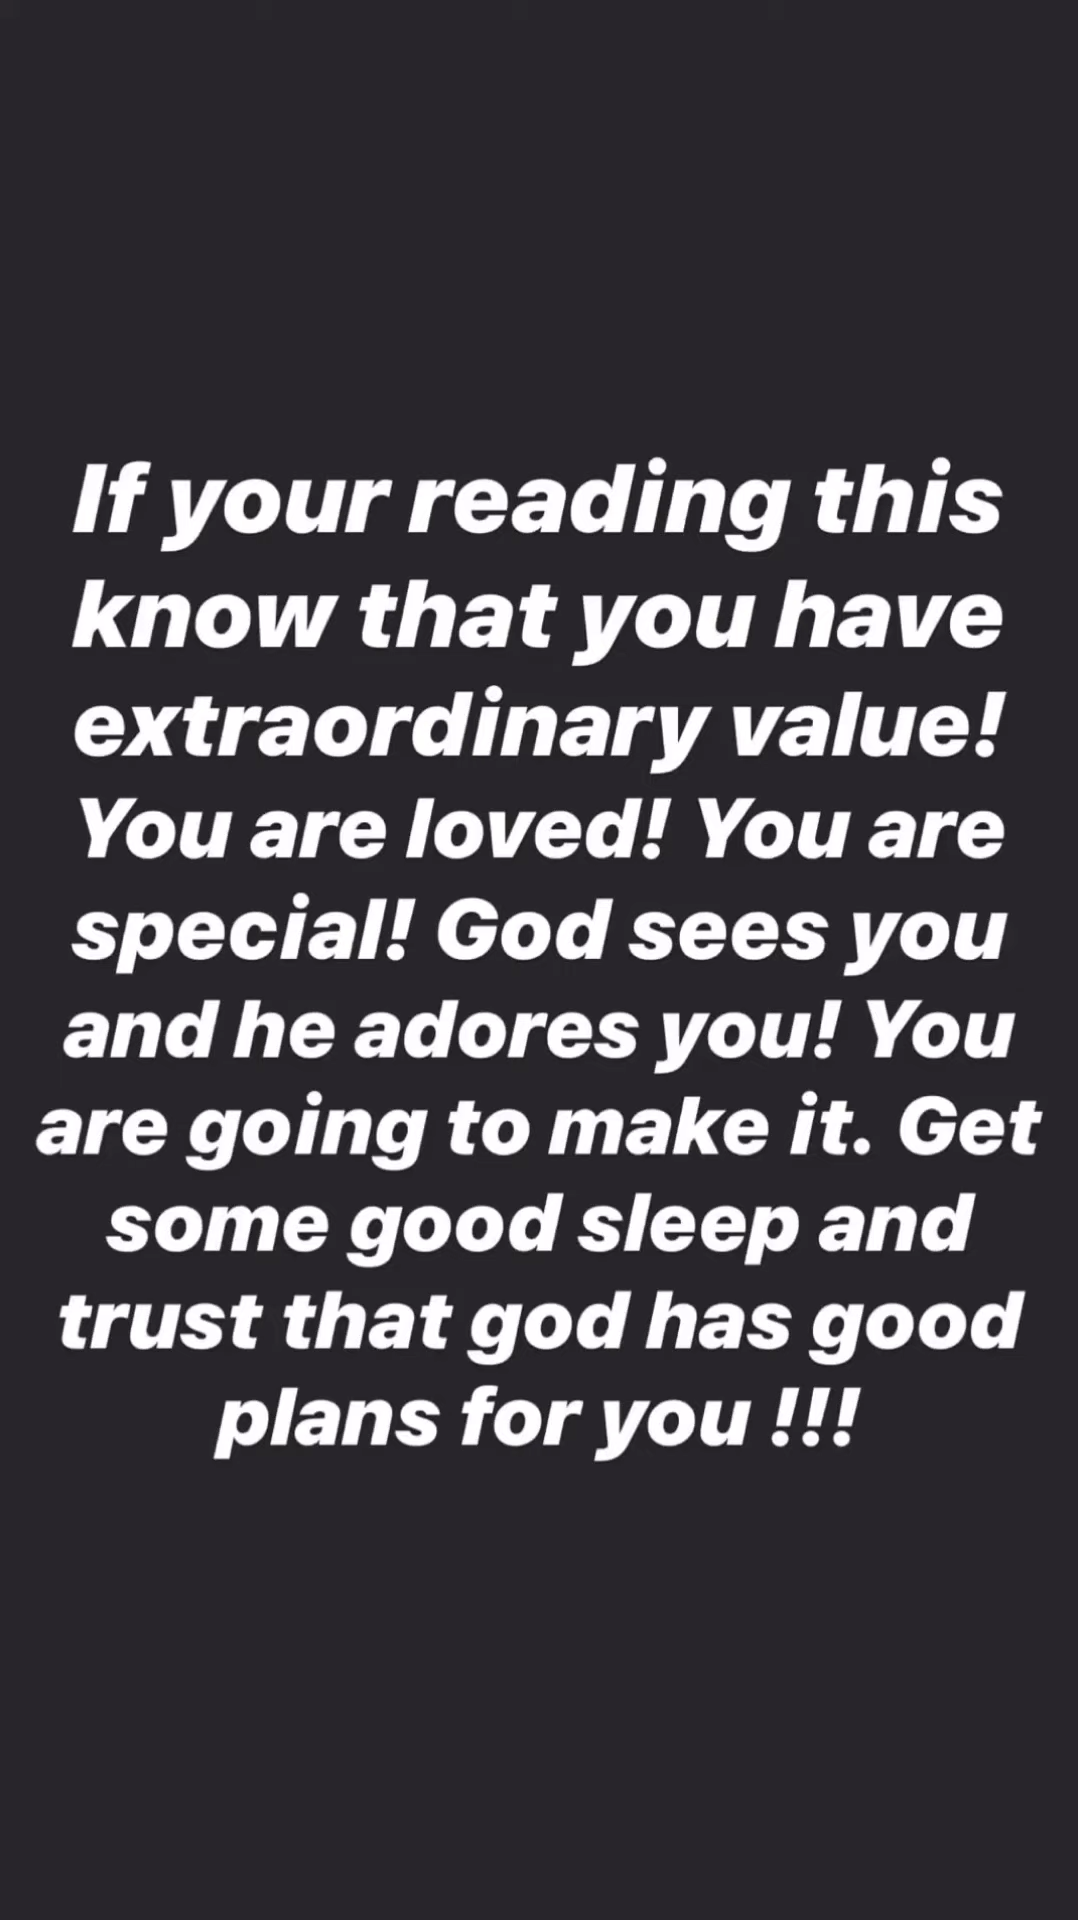 If your reading this
know that you have
extraordinary value!
You are loved! You are
special! God sees you
and he adores you! You
are going to make it. Get
some good sleep and
trust that god has good
plans for you !!!